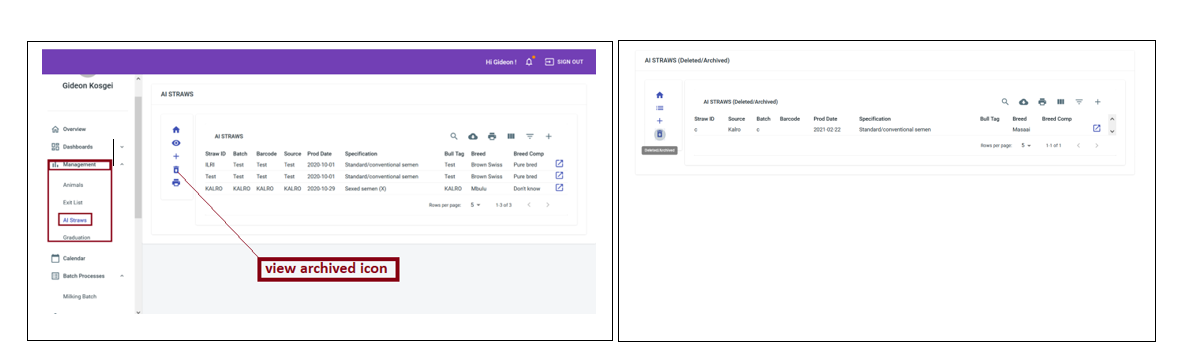 Hi Gideon !
SIGN OUT
Gideon Kosgei
Overview
Dashboards
Management
Animals
Exit List
AI Straws
Graduation
Calendar
Batch Processes
Milking Batch
AI STRAWS
AI STRAWS
Straw ID Batch Barcode Source Prod Date Specification Bull Tag Breed Breed Comp
ILRI Test Test Test 2020-10-01 Standard/conventional semen Test Brown Swiss Pure bred
Test Test Test Test 2020-10-01 Standard/conventional semen Test Brown Swiss Pure bred
KALRO KALRO KALRO KALRO 2020-10-29 Sexed semen (X) KALRO Mbulu Don't know
Rows per page: 5 1-3 of 3
view archived icon
AI STRAWS (Deleted/Archived)
AI STRAWS (Deleted/Archived)
Straw ID Source Batch Barcode Prod Date Specification Bull Tag Breed Breed Comp
c Kalro c 2021-02-22 Standard/conventional semen Maasai
Deleted/Archived
Rows per page: 5 1-1 of 1